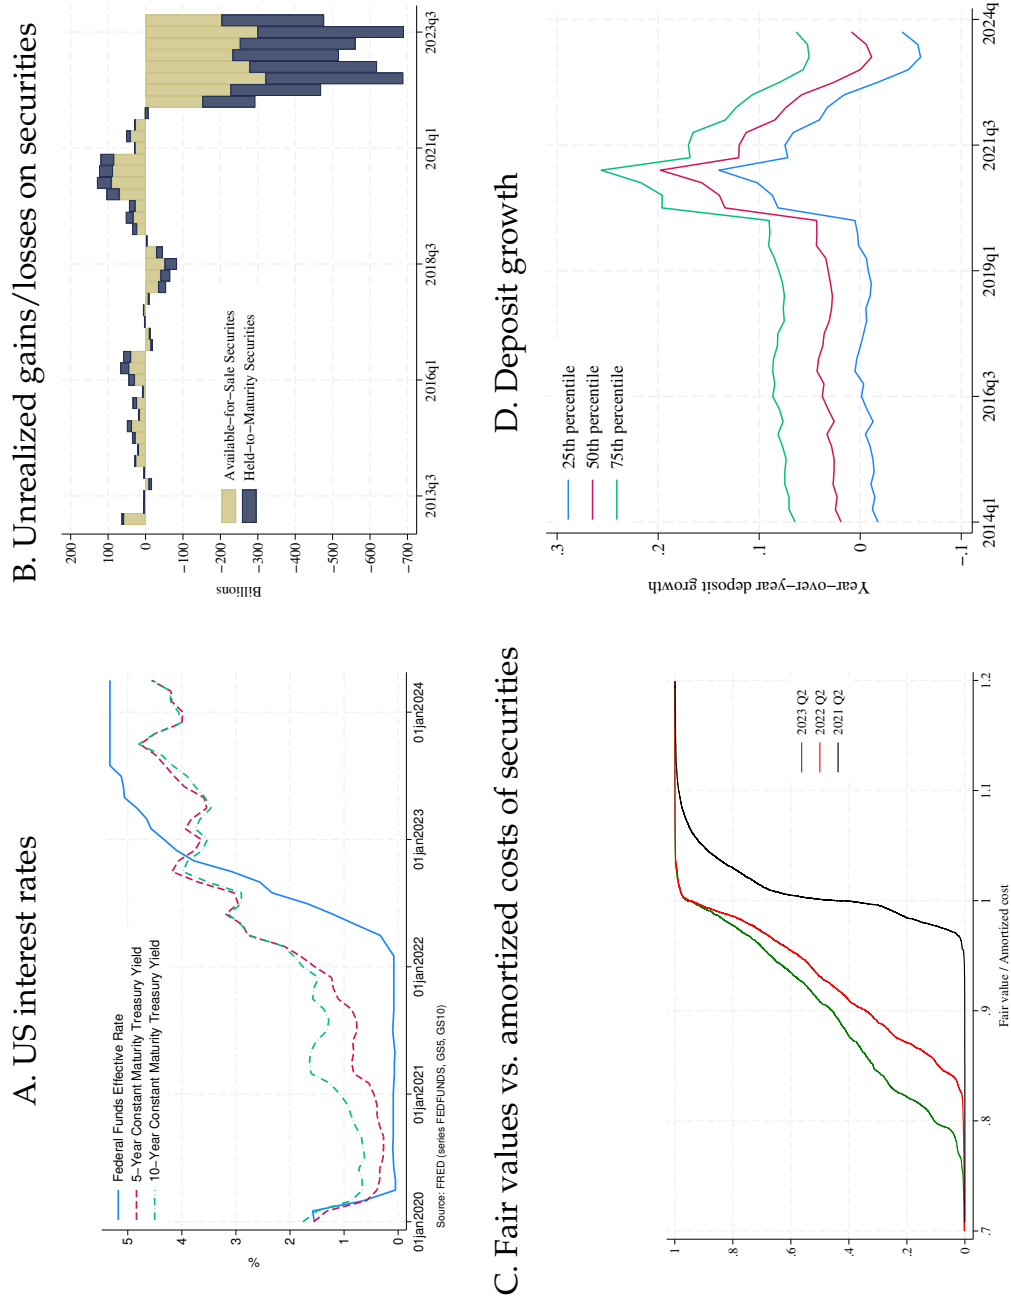 A. US interest rates
Federal Funds Effective Rate
5−Year Constant Maturity Treasury Yield
10−Year Constant Maturity Treasury Yield
%
5
4
3
2
1
0
01jan2020
01jan2021
01jan2022
01jan2023
01jan2024
Source: FRED (series FEDFUNDS, GS5, GS10)
B. Unrealized gains/losses on securities
Billions
200
100
0
−100
−200
−300
−400
−500
−600
−700
2013q3
2016q1
2018q3
2021q1
2023q3
Available−for−Sale Securites
Held−to−Maturity Securities
C. Fair values vs. amortized costs of securities
1
.8
.6
.4
.2
0
.7
.8
.9
1
1.1
1.2
Fair value / Amortized cost
2023 Q2
2022 Q2
2021 Q2
D. Deposit growth
Year−over−year deposit growth
.3
.2
.1
0
−.1
2014q1
2016q3
2019q1
2021q3
2024q1
25th percentile
50th percentile
75th percentile